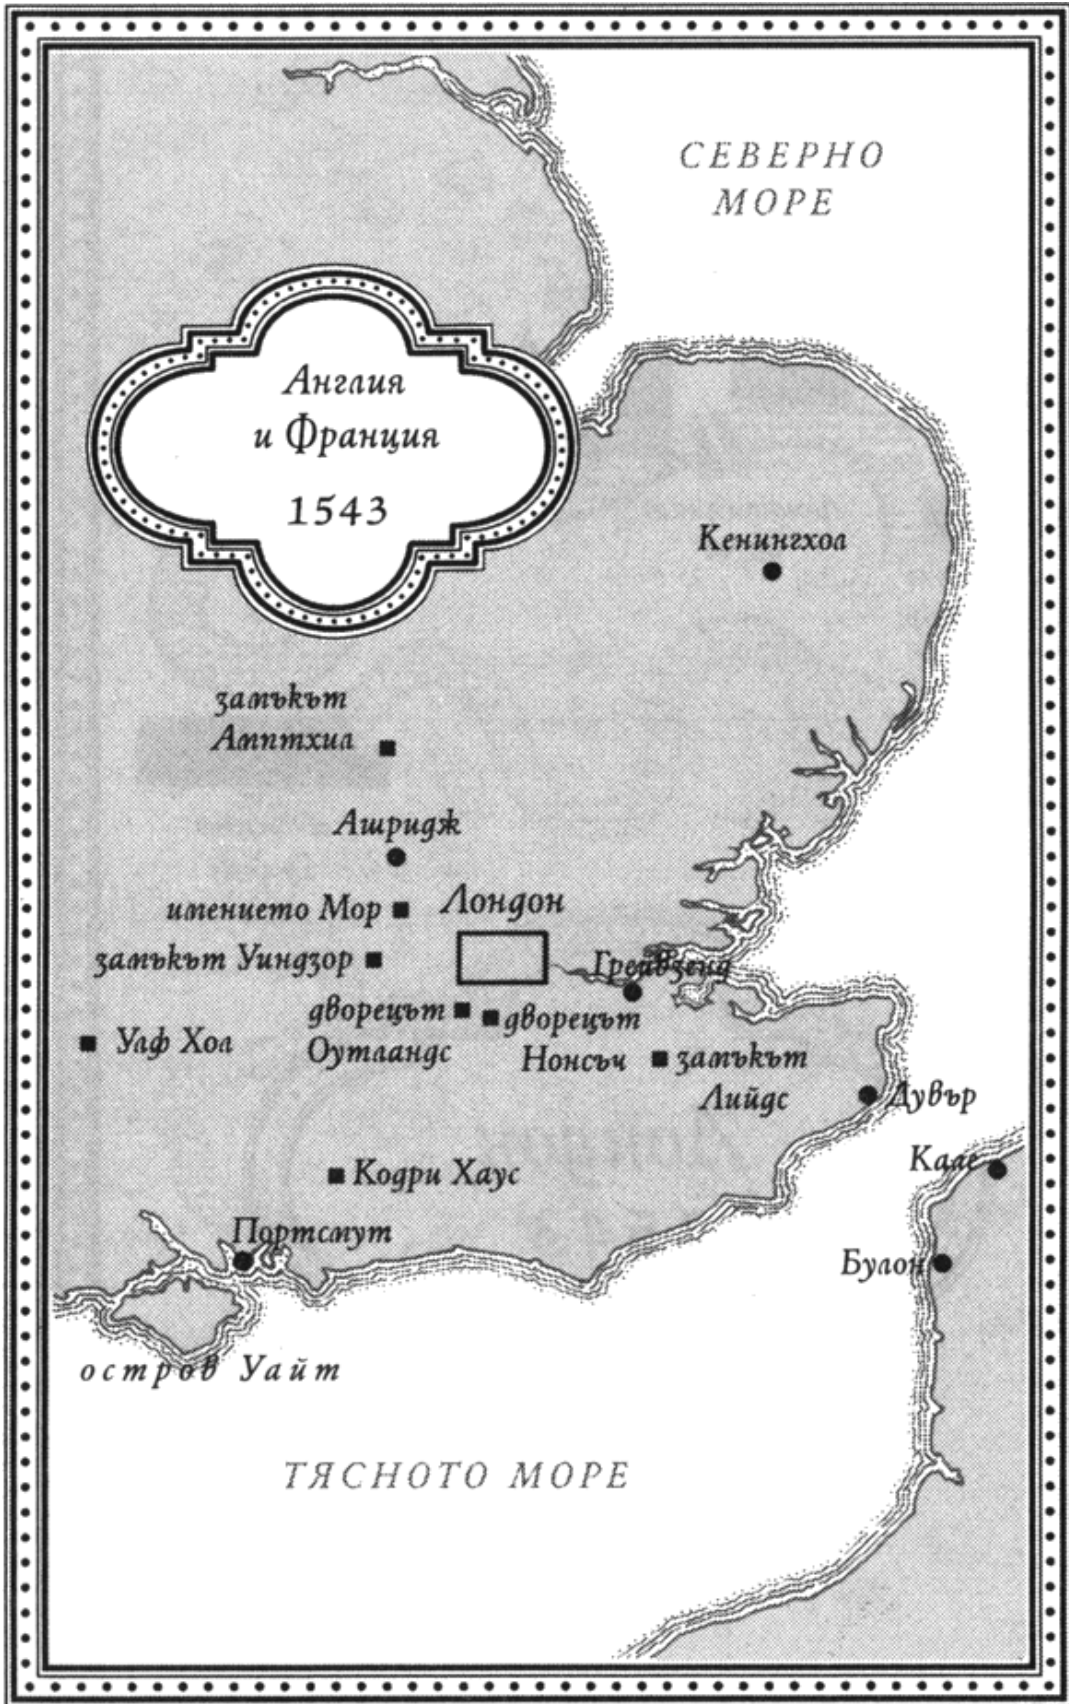 СЕВЕРНО
МОРЕ
Англия
и Франция
1543
Кенингхол
замъкът
Амптхил
Ашридж
имението Мор
Лондон
замъкът Уиндзор
Грейвзенд
дворецът
Оутландс
дворецът
Нонсъч
Улф Хол
замъкът
Лийдс
Дувър
Кале
Кодри Хаус
Портсмут
Булон
остров Уайт
ТЯСНОТО МОРЕ